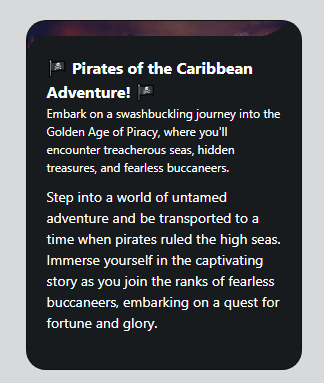 🏴‍☠️ Pirates of the Caribbean
Adventure! 🏴‍☠️
Embark on a swashbuckling journey into the
Golden Age of Piracy, where you'll
encounter treacherous seas, hidden
treasures, and fearless buccaneers.
Step into a world of untamed
adventure and be transported to a
time when pirates ruled the high seas.
Immerse yourself in the captivating
story as you join the ranks of fearless
buccaneers, embarking on a quest for
fortune and glory.